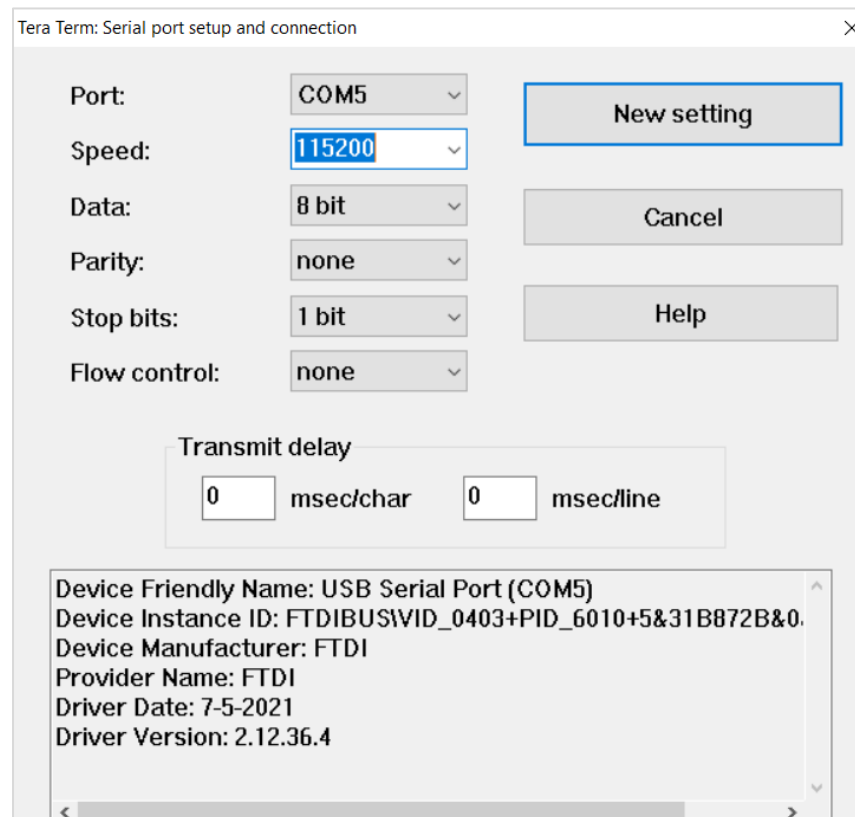 Tera Term: Serial port setup and connection
Port: COM5 New setting
Speed: 115200
Data: 8 bit Cancel
Parity: none
Stop bits: 1 bit Help
Flow control: none
Transmit delay
0 msec/char 0 msec/line
Device Friendly Name: USB Serial Port (COM5)
Device Instance ID: FTDIBUS\VID_0403+PID_6010+5&31B872B&0.
Device Manufacturer: FTDI
Provider Name: FTDI
Driver Date: 7-5-2021
Driver Version: 2.12.36.4